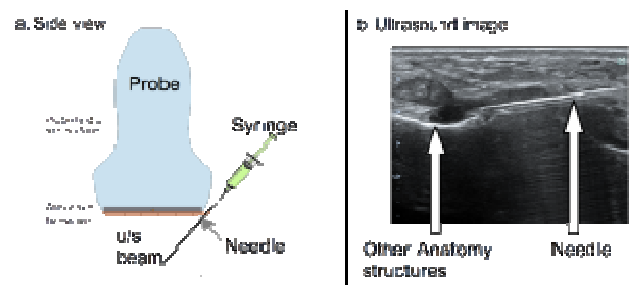 a. Side view
Probe
Syringe
u/s
beam
Needle
b Ultrasound image
Other Anatomy
structures
Needle